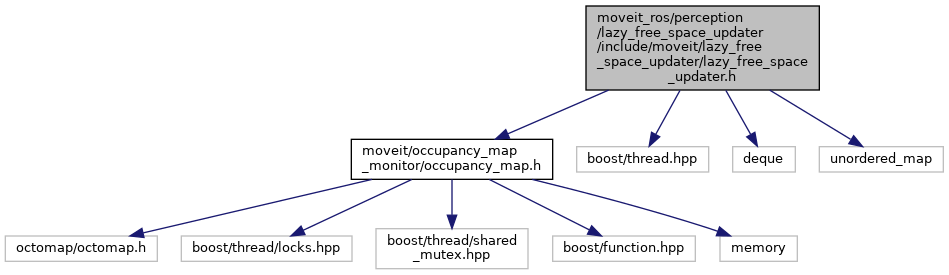 moveit_ros/perception
/lazy_free_space_updater
/include/moveit/lazy_free
_space_updater/lazy_free_space
_updater.h
moveit/occupancy_map
_monitor/occupancy_map.h
boost/thread.hpp
deque
unordered_map
octomap/octomap.h
boost/thread/locks.hpp
boost/thread/shared
_mutex.hpp
boost/function.hpp
memory